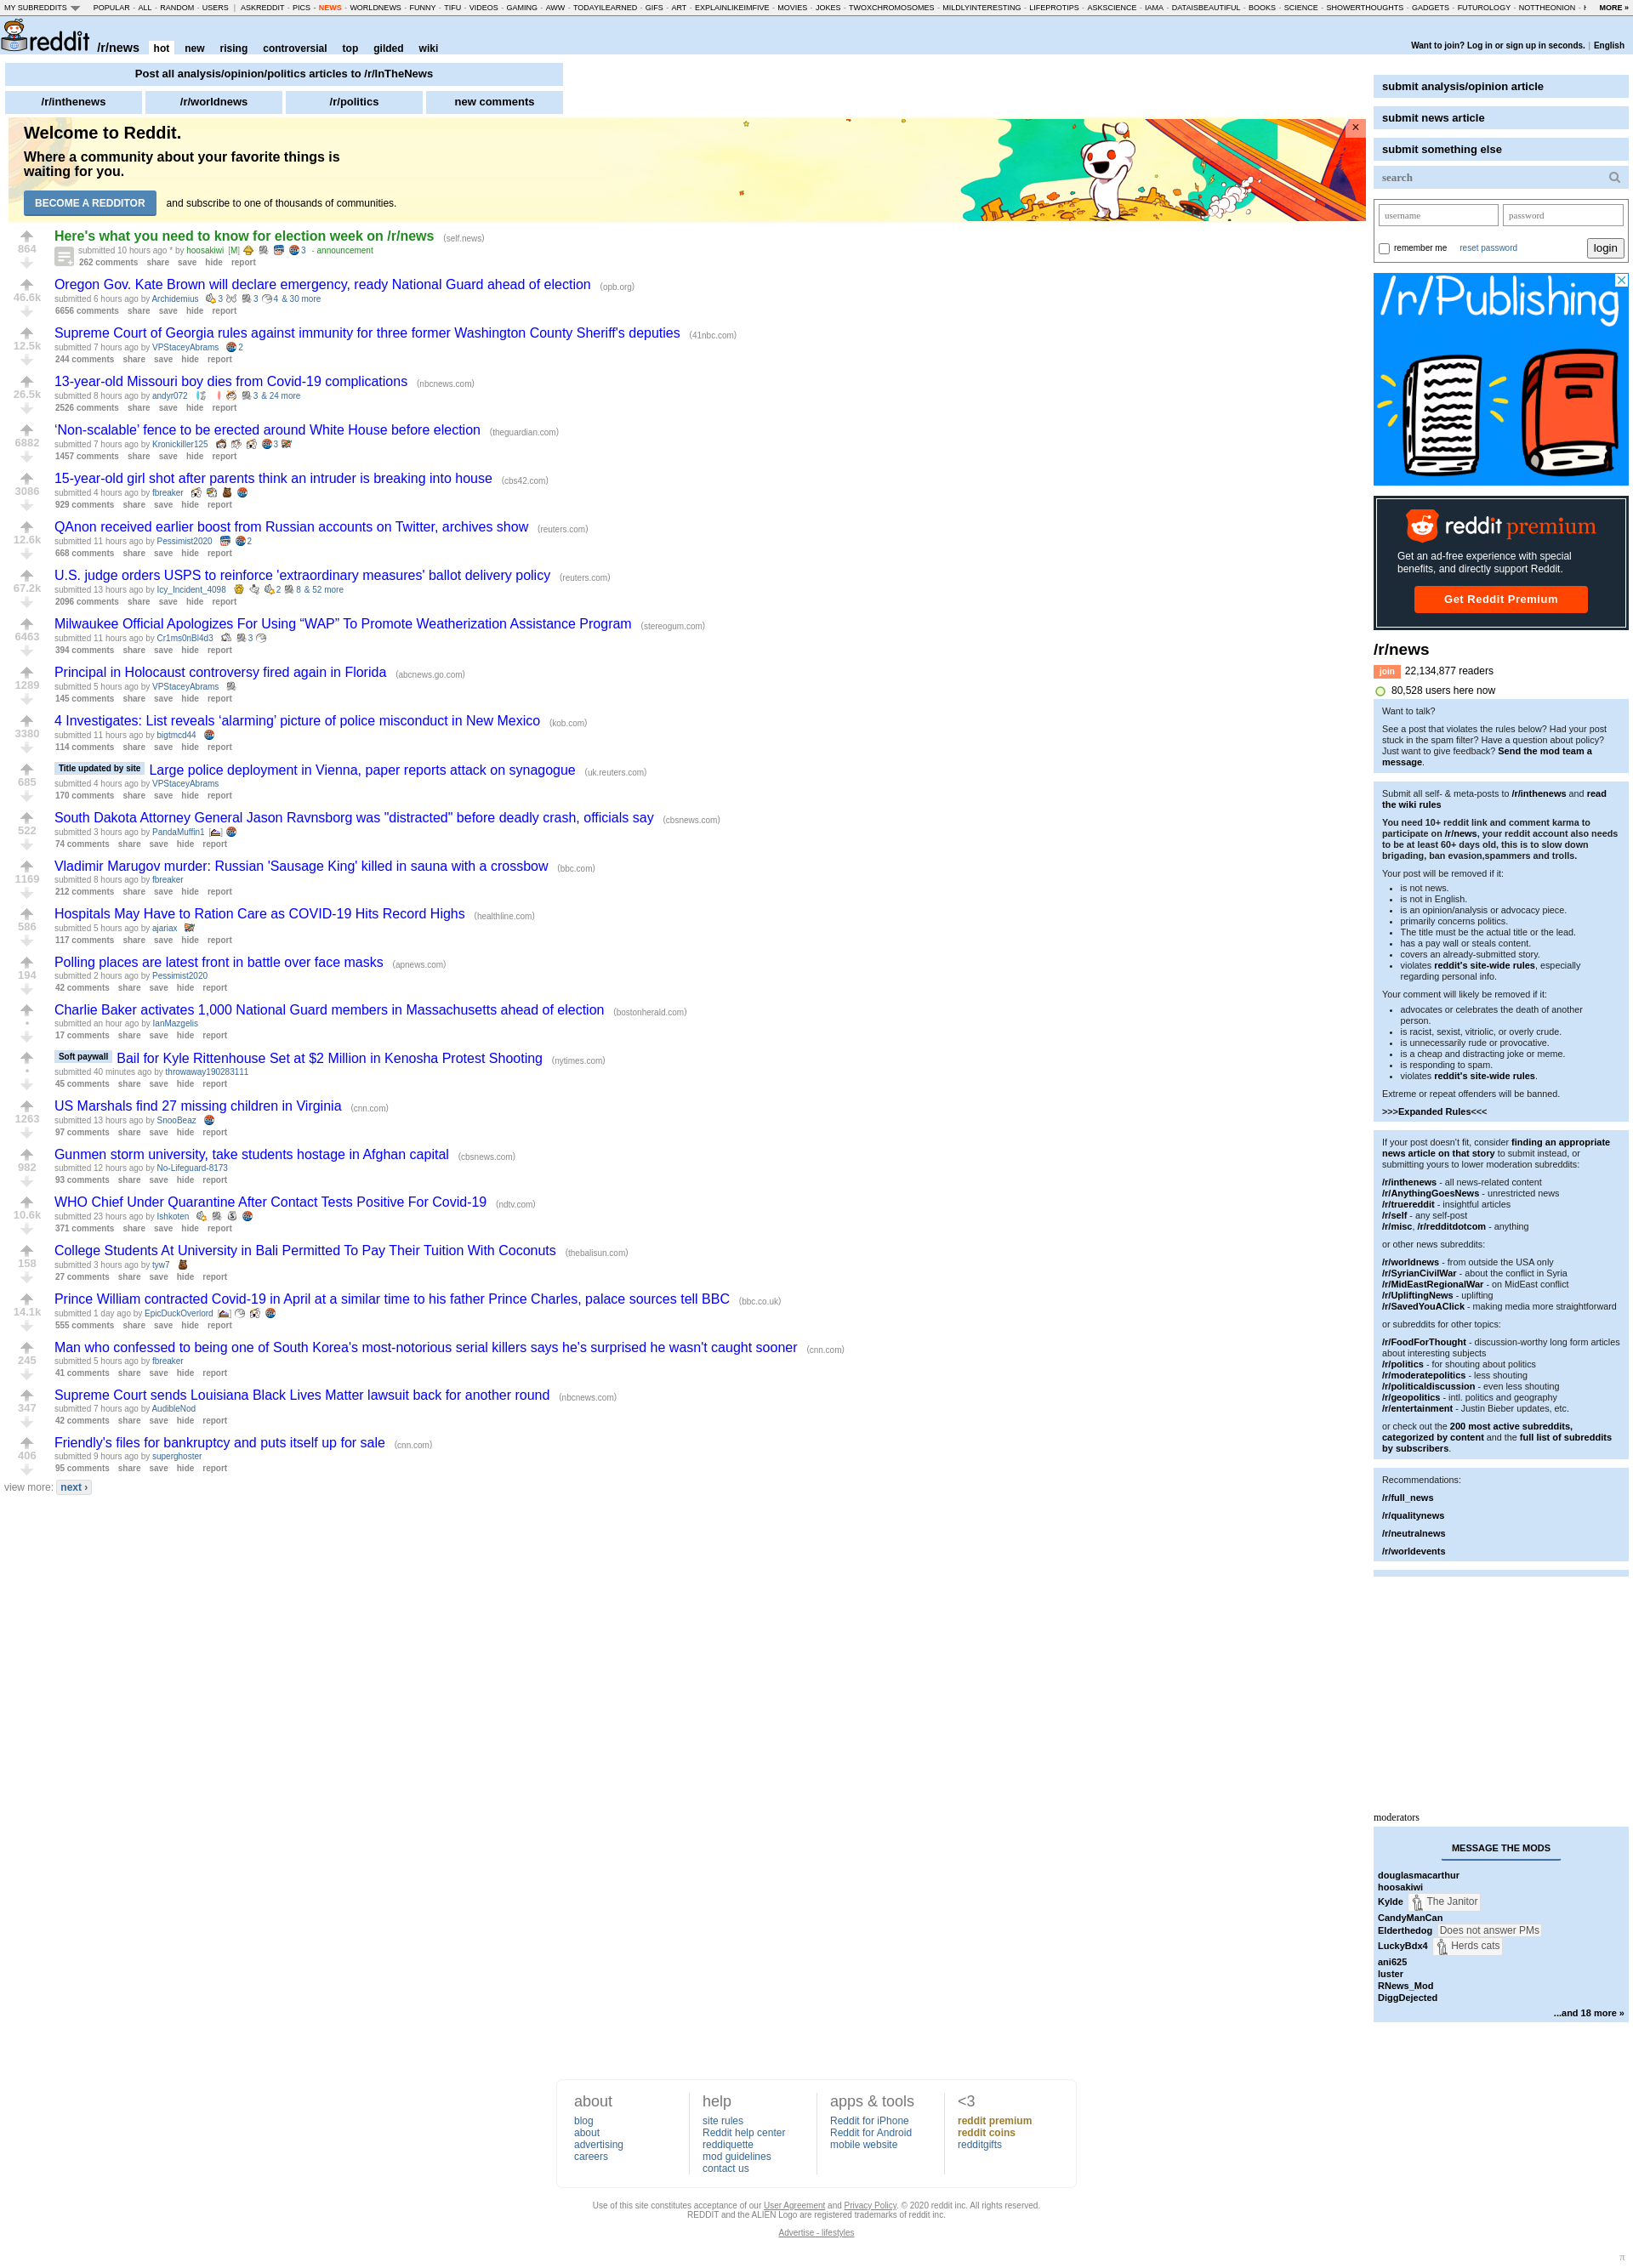 MY SUBREDDITS POPULAR - ALL - RANDOM - USERS | ASKREDDIT - PICS - NEWS - WORLDNEWS - FUNNY - TIFU - VIDEOS - GAMING - AWW - TODAYILEARNED - GIFS - ART - EXPLAINLIKEIMFIVE - MOVIES - JOKES - TWOXCHROMOSOMES - MILDLYINTERESTING - LIFEPROTIPS - ASKSCIENCE - IAMA - DATAISBEAUTIFUL - BOOKS - SCIENCE - SHOWERTHOUGHTS - GADGETS - FUTUROLOGY - NOTTHEONION - MORE »
reddit /r/news hot new rising controversial top gilded wiki
Want to join? Log in or sign up in seconds. | English
Post all analysis/opinion/politics articles to /r/InTheNews
/r/inthenews /r/worldnews /r/politics new comments
Welcome to Reddit.
Where a community about your favorite things is
waiting for you.
BECOME A REDDITOR and subscribe to one of thousands of communities.
×
864
Here's what you need to know for election week on /r/news (self.news)
submitted 10 hours ago * by hoosakiwi [M] 3 - announcement
262 comments share save hide report
46.6k
Oregon Gov. Kate Brown will declare emergency, ready National Guard ahead of election (opb.org)
submitted 6 hours ago by Archidemius 3 3 4 & 30 more
6656 comments share save hide report
12.5k
Supreme Court of Georgia rules against immunity for three former Washington County Sheriff's deputies (41nbc.com)
submitted 7 hours ago by VPStaceyAbrams 2
244 comments share save hide report
26.5k
13-year-old Missouri boy dies from Covid-19 complications (nbcnews.com)
submitted 8 hours ago by andyr072 3 & 24 more
2526 comments share save hide report
6882
‘Non-scalable’ fence to be erected around White House before election (theguardian.com)
submitted 7 hours ago by Kronickiller125 3
1457 comments share save hide report
3086
15-year-old girl shot after parents think an intruder is breaking into house (cbs42.com)
submitted 4 hours ago by fbreaker
929 comments share save hide report
12.6k
QAnon received earlier boost from Russian accounts on Twitter, archives show (reuters.com)
submitted 11 hours ago by Pessimist2020 2
668 comments share save hide report
67.2k
U.S. judge orders USPS to reinforce 'extraordinary measures' ballot delivery policy (reuters.com)
submitted 13 hours ago by Icy_Incident_4098 2 8 & 52 more
2096 comments share save hide report
6463
Milwaukee Official Apologizes For Using “WAP” To Promote Weatherization Assistance Program (stereogum.com)
submitted 11 hours ago by Cr1ms0nBl4d3 3
394 comments share save hide report
1289
Principal in Holocaust controversy fired again in Florida (abcnews.go.com)
submitted 5 hours ago by VPStaceyAbrams
145 comments share save hide report
3380
4 Investigates: List reveals ‘alarming’ picture of police misconduct in New Mexico (kob.com)
submitted 11 hours ago by bigtmcd44
114 comments share save hide report
685
Title updated by site Large police deployment in Vienna, paper reports attack on synagogue (uk.reuters.com)
submitted 4 hours ago by VPStaceyAbrams
170 comments share save hide report
522
South Dakota Attorney General Jason Ravnsborg was "distracted" before deadly crash, officials say (cbsnews.com)
submitted 3 hours ago by PandaMuffin1
74 comments share save hide report
1169
Vladimir Marugov murder: Russian 'Sausage King' killed in sauna with a crossbow (bbc.com)
submitted 8 hours ago by fbreaker
212 comments share save hide report
586
Hospitals May Have to Ration Care as COVID-19 Hits Record Highs (healthline.com)
submitted 5 hours ago by ajariax
117 comments share save hide report
194
Polling places are latest front in battle over face masks (apnews.com)
submitted 2 hours ago by Pessimist2020
42 comments share save hide report
•
Charlie Baker activates 1,000 National Guard members in Massachusetts ahead of election (bostonherald.com)
submitted an hour ago by IanMazgelis
17 comments share save hide report
•
Soft paywall Bail for Kyle Rittenhouse Set at $2 Million in Kenosha Protest Shooting (nytimes.com)
submitted 40 minutes ago by throwaway190283111
45 comments share save hide report
1263
US Marshals find 27 missing children in Virginia (cnn.com)
submitted 13 hours ago by SnooBeaz
97 comments share save hide report
982
Gunmen storm university, take students hostage in Afghan capital (cbsnews.com)
submitted 12 hours ago by No-Lifeguard-8173
93 comments share save hide report
10.6k
WHO Chief Under Quarantine After Contact Tests Positive For Covid-19 (ndtv.com)
submitted 23 hours ago by Ishkoten
371 comments share save hide report
158
College Students At University in Bali Permitted To Pay Their Tuition With Coconuts (thebalisun.com)
submitted 3 hours ago by tyw7
27 comments share save hide report
14.1k
Prince William contracted Covid-19 in April at a similar time to his father Prince Charles, palace sources tell BBC (bbc.co.uk)
submitted 1 day ago by EpicDuckOverlord
555 comments share save hide report
245
Man who confessed to being one of South Korea's most-notorious serial killers says he's surprised he wasn't caught sooner (cnn.com)
submitted 5 hours ago by fbreaker
41 comments share save hide report
347
Supreme Court sends Louisiana Black Lives Matter lawsuit back for another round (nbcnews.com)
submitted 7 hours ago by AudibleNod
42 comments share save hide report
406
Friendly's files for bankruptcy and puts itself up for sale (cnn.com)
submitted 9 hours ago by superghoster
95 comments share save hide report
view more: next ›
submit analysis/opinion article
submit news article
submit something else
search
username password
remember me reset password login
/r/Publishing
reddit premium
Get an ad-free experience with special
benefits, and directly support Reddit.
Get Reddit Premium
/r/news
join 22,134,877 readers
80,528 users here now
Want to talk?
See a post that violates the rules below? Had your post
stuck in the spam filter? Have a question about policy?
Just want to give feedback? Send the mod team a
message.
Submit all self- & meta-posts to /r/inthenews and read
the wiki rules
You need 10+ reddit link and comment karma to
participate on /r/news, your reddit account also needs
to be at least 60+ days old, this is to slow down
brigading, ban evasion,spammers and trolls.
Your post will be removed if it:
• is not news.
• is not in English.
• is an opinion/analysis or advocacy piece.
• primarily concerns politics.
• The title must be the actual title or the lead.
• has a pay wall or steals content.
• covers an already-submitted story.
• violates reddit's site-wide rules, especially
regarding personal info.
Your comment will likely be removed if it:
• advocates or celebrates the death of another
person.
• is racist, sexist, vitriolic, or overly crude.
• is unnecessarily rude or provocative.
• is a cheap and distracting joke or meme.
• is responding to spam.
• violates reddit's site-wide rules.
Extreme or repeat offenders will be banned.
>>>Expanded Rules<<<
If your post doesn't fit, consider finding an appropriate
news article on that story to submit instead, or
submitting yours to lower moderation subreddits:
/r/inthenews - all news-related content
/r/AnythingGoesNews - unrestricted news
/r/truereddit - insightful articles
/r/self - any self-post
/r/misc, /r/redditdotcom - anything
or other news subreddits:
/r/worldnews - from outside the USA only
/r/SyrianCivilWar - about the conflict in Syria
/r/MidEastRegionalWar - on MidEast conflict
/r/UpliftingNews - uplifting
/r/SavedYouAClick - making media more straightforward
or subreddits for other topics:
/r/FoodForThought - discussion-worthy long form articles
about interesting subjects
/r/politics - for shouting about politics
/r/moderatepolitics - less shouting
/r/politicaldiscussion - even less shouting
/r/geopolitics - intl. politics and geography
/r/entertainment - Justin Bieber updates, etc.
or check out the 200 most active subreddits,
categorized by content and the full list of subreddits
by subscribers.
Recommendations:
/r/full_news
/r/qualitynews
/r/neutralnews
/r/worldevents
moderators
MESSAGE THE MODS
douglasmacarthur
hoosakiwi
Kylde The Janitor
CandyManCan
Elderthedog Does not answer PMs
LuckyBdx4 Herds cats
ani625
luster
RNews_Mod
DiggDejected
...and 18 more »
about
blog
about
advertising
careers
help
site rules
Reddit help center
reddiquette
mod guidelines
contact us
apps & tools
Reddit for iPhone
Reddit for Android
mobile website
<3
reddit premium
reddit coins
redditgifts
Use of this site constitutes acceptance of our User Agreement and Privacy Policy. © 2020 reddit inc. All rights reserved.
REDDIT and the ALIEN Logo are registered trademarks of reddit inc.
Advertise - lifestyles
π